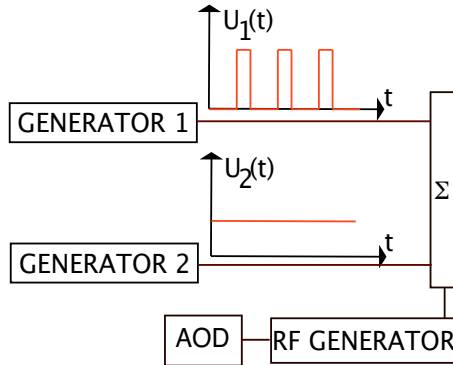 U₁(t)
t
GENERATOR 1
U₂(t)
Σ
t
GENERATOR 2
AOD
RF GENERATOR